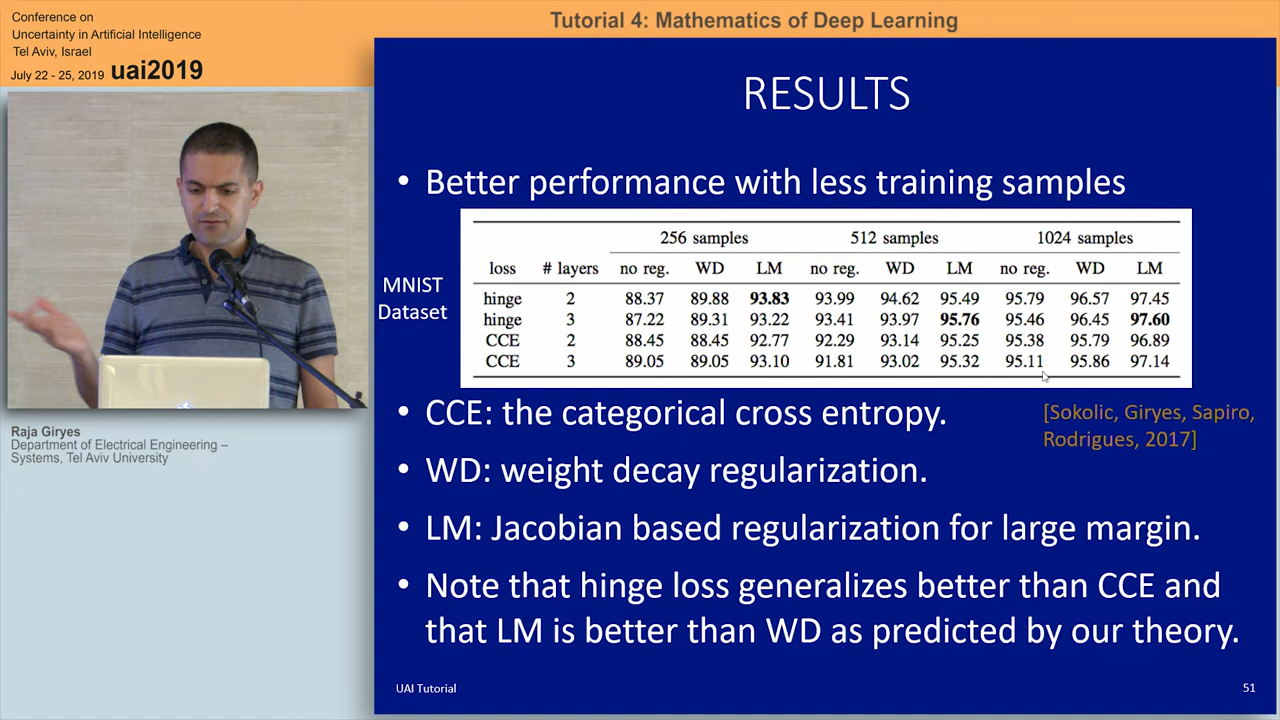 Conference on
Uncertainty in Artificial Intelligence
Tel Aviv, Israel
July 22 - 25, 2019 uai2019
Tutorial 4: Mathematics of Deep Learning
Raja Giryes
Department of Electrical Engineering –
Systems, Tel Aviv University
RESULTS
• Better performance with less training samples
MNIST
Dataset
256 samples 512 samples 1024 samples
loss # layers no reg. WD LM no reg. WD LM no reg. WD LM
hinge 2 88.37 89.88 93.83 93.99 94.62 95.49 95.79 96.57 97.45
hinge 3 87.22 89.31 93.22 93.41 93.97 95.76 95.46 96.45 97.60
CCE 2 88.45 88.45 92.77 92.29 93.14 95.25 95.38 95.79 96.89
CCE 3 89.05 89.05 93.10 91.81 93.02 95.32 95.11 95.86 97.14
• CCE: the categorical cross entropy.
[Sokolic, Giryes, Sapiro,
Rodrigues, 2017]
• WD: weight decay regularization.
• LM: Jacobian based regularization for large margin.
• Note that hinge loss generalizes better than CCE and
that LM is better than WD as predicted by our theory.
UAI Tutorial
51